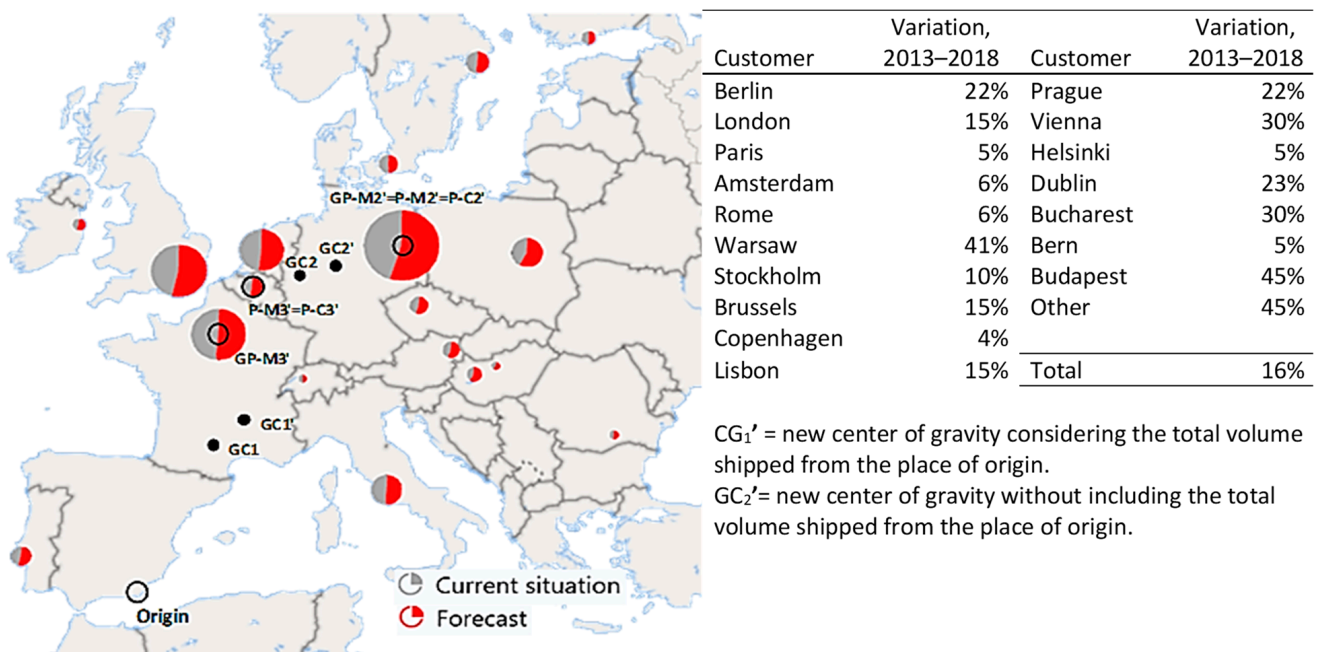 GP-M2'=P-M2'=P-C2'
GC2'
GC2
P-M3'=P-C3'
GP-M3'
GC1'
GC1
Origin
Current situation
Forecast
Customer Variation, 2013–2018 Customer Variation, 2013–2018
Berlin 22% Prague 22%
London 15% Vienna 30%
Paris 5% Helsinki 5%
Amsterdam 6% Dublin 23%
Rome 6% Bucharest 30%
Warsaw 41% Bern 5%
Stockholm 10% Budapest 45%
Brussels 15% Other 45%
Copenhagen 4%
Lisbon 15% Total 16%
CG₁’ = new center of gravity considering the total volume
shipped from the place of origin.
GC₂’= new center of gravity without including the total
volume shipped from the place of origin.